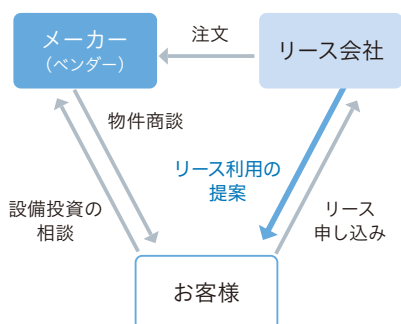 メーカー
（ベンダー）
注文
リース会社
物件商談
リース利用の
提案
設備投資の
相談
リース
申し込み
お客様